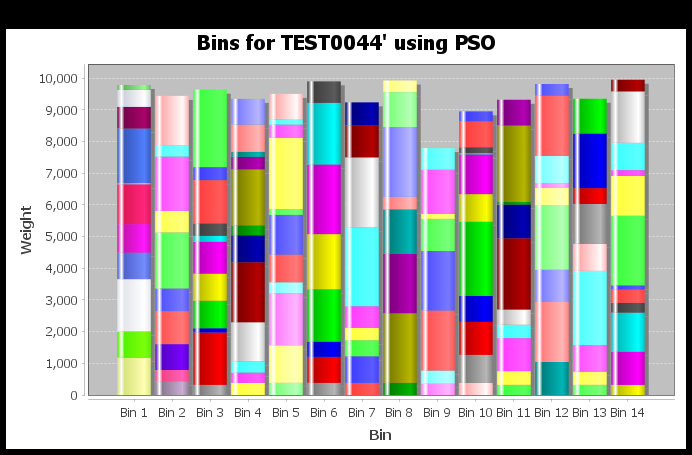 Bins for TEST0044' using PSO
10,000
9,000
8,000
7,000
6,000
5,000
4,000
3,000
2,000
1,000
0
Weight
Bin 1 Bin 2 Bin 3 Bin 4 Bin 5 Bin 6 Bin 7 Bin 8 Bin 9 Bin 10 Bin 11 Bin 12 Bin 13 Bin 14
Bin